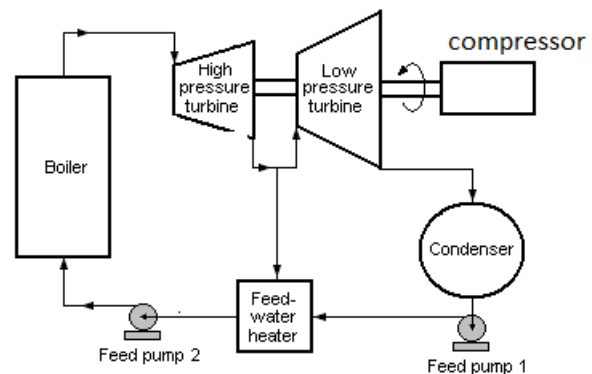 compressor
High
pressure
turbine
Low
pressure
turbine
Boiler
Condenser
Feed-
water
heater
Feed pump 2
Feed pump 1